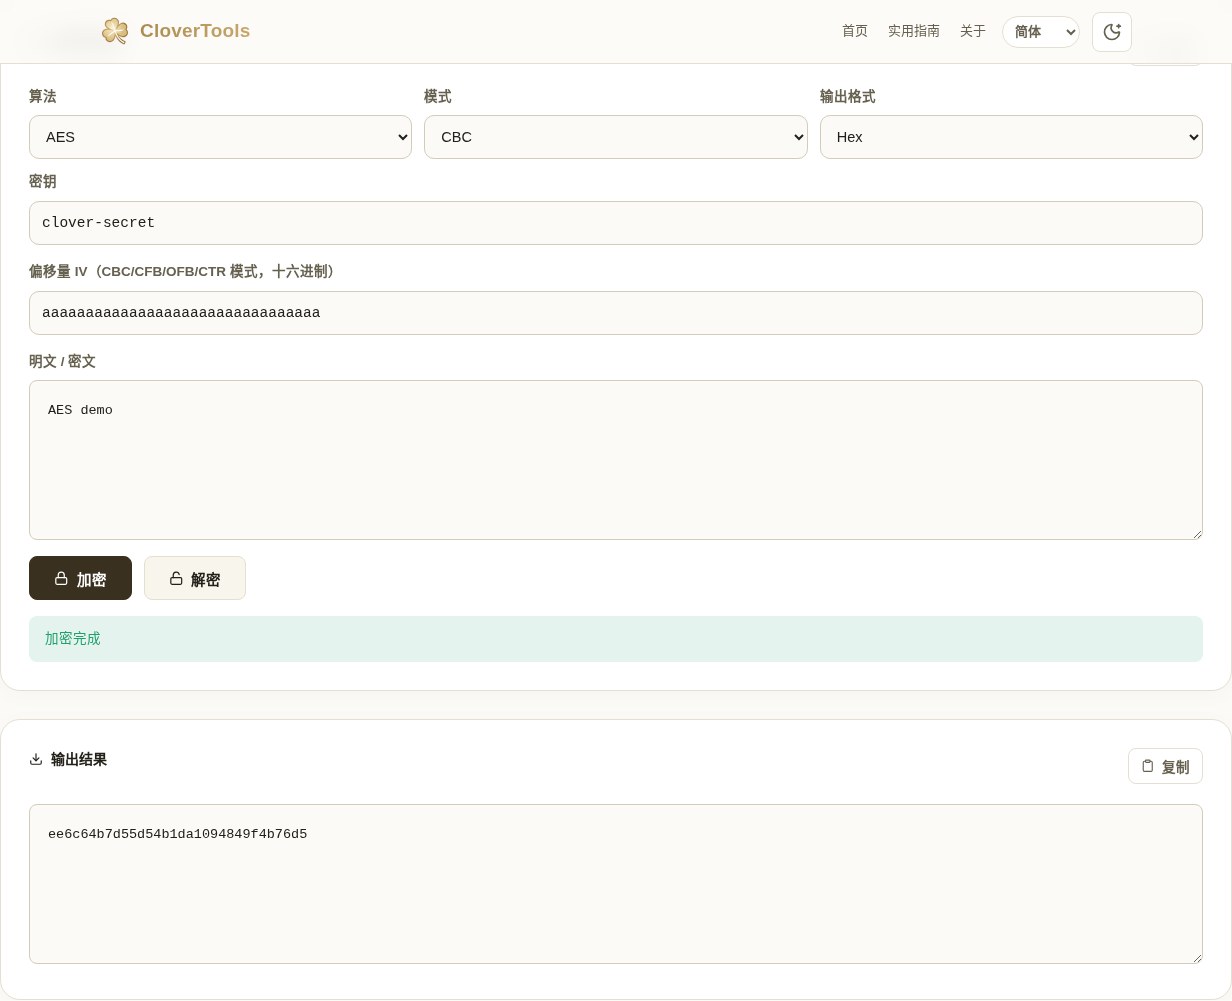 CloverTools
首页 实用指南 关于 简体
算法 模式 输出格式
AES CBC Hex
密钥
clover-secret
偏移量 IV（CBC/CFB/OFB/CTR 模式，十六进制）
aaaaaaaaaaaaaaaaaaaaaaaaaaaaaaaa
明文 / 密文
AES demo
加密 解密
加密完成
输出结果
复制
ee6c64b7d55d54b1da1094849f4b76d5